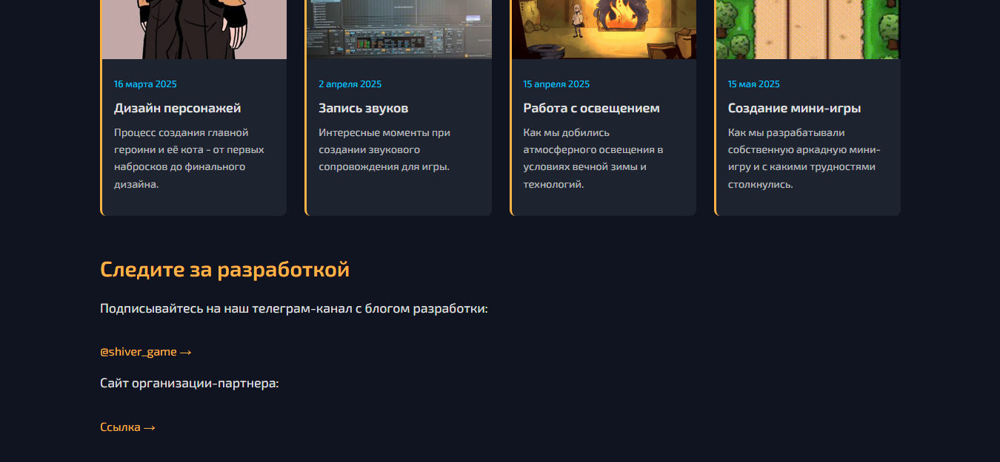 16 марта 2025
Дизайн персонажей
Процесс создания главной
героини и её кота - от первых
набросков до финального
дизайна.
2 апреля 2025
Запись звуков
Интересные моменты при
создании звукового
сопровождения для игры.
15 апреля 2025
Работа с освещением
Как мы добились
атмосферного освещения в
условиях вечной зимы и
технологий.
15 мая 2025
Создание мини-игры
Как мы разрабатывали
собственную аркадную мини-
игру и с какими трудностями
столкнулись.
Следите за разработкой
Подписывайтесь на наш телеграм-канал с блогом разработки:
@shiver_game →
Сайт организации-партнера:
Ссылка →